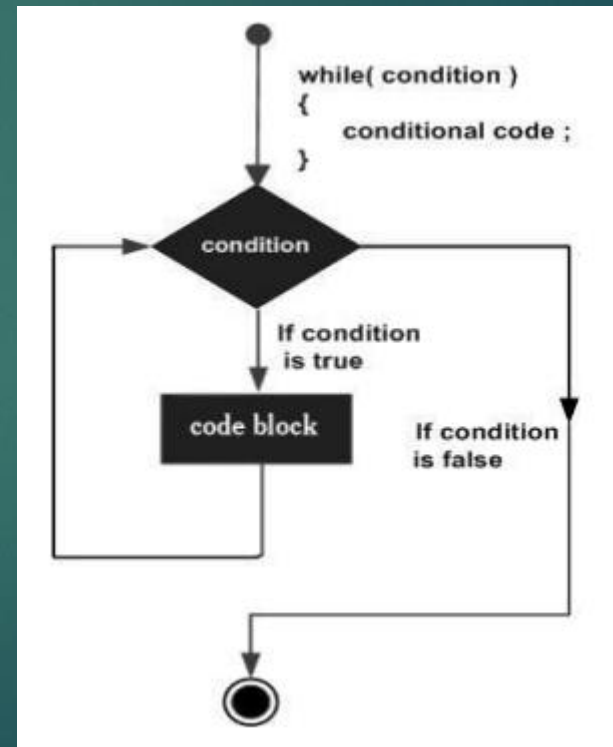 while( condition )
{
conditional code ;
}
condition
If condition
is true
code block
If condition
is false